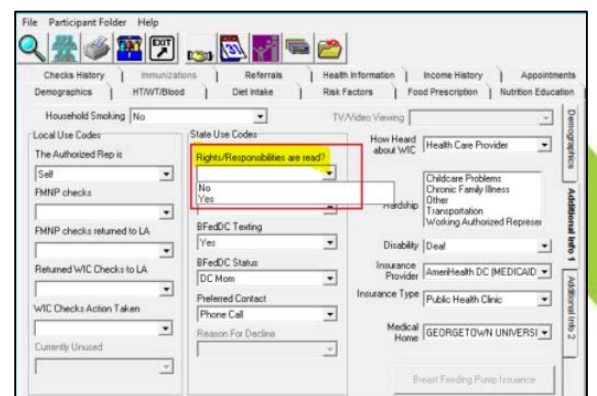 File Participant Folder Help
EXIT
31
Checks History Immunizations Referrals Health Information Income History Appointments
Demographics HT/WT/Blood Diet Intake Risk Factors Food Prescription Nutrition Education
Household Smoking No TV/Video Viewing
Local Use Codes
The Authorized Rep is
Self
FMNP checks
FMNP checks returned to LA
Returned WIC Checks to LA
WIC Checks Action Taken
Currently Unused
State Use Codes
Rights/Responsibilities are read?
No
Yes
BFedDC Texting
Yes
BFedDC Status
DC Mom
Preferred Contact
Phone Call
Reason For Decline
How Heard about WIC Health Care Provider
Hardship
Childcare Problems
Chronic Family Illness
Other
Transportation
Working Authorized Represer
Disability Deaf
Insurance Provider AmeriHealth DC (MEDICAID)
Insurance Type Public Health Clinic
Medical Home GEORGETOWN UNIVERSI
Breast Feeding Pump Issuance
Demographics
Additional Info 1
Additional Info 2